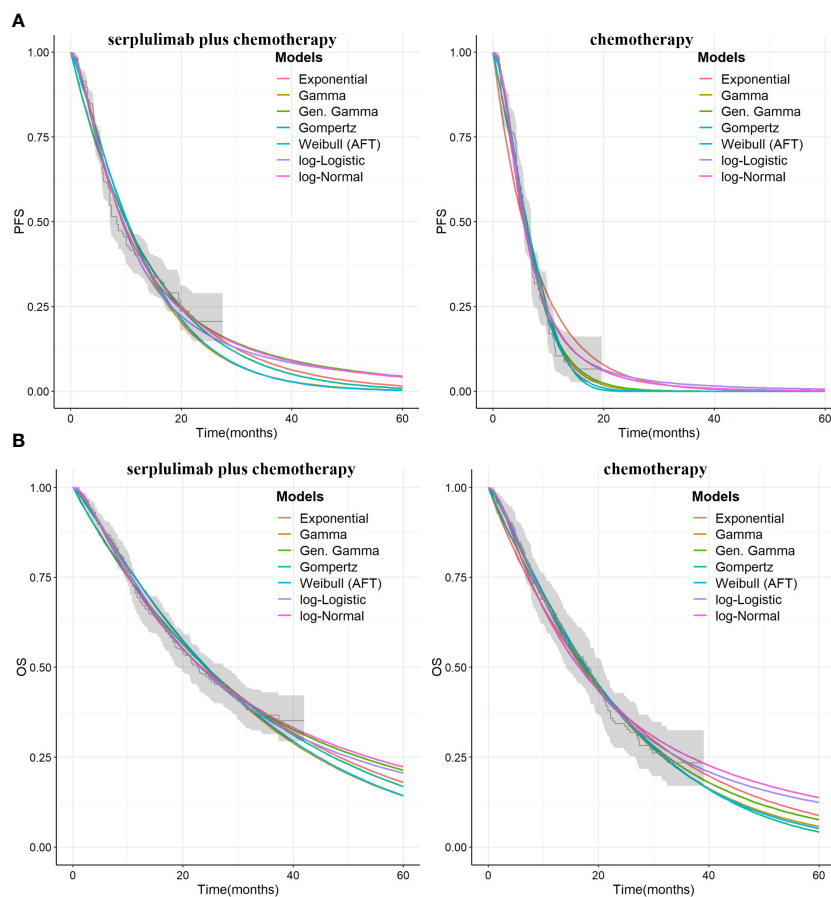 A
serplulimab plus chemotherapy
chemotherapy
1.00
0.75
0.50
0.25
0.00
PFS
0
20
40
60
Time(months)
Models
Exponential
Gamma
Gen. Gamma
Gompertz
Weibull (AFT)
log-Logistic
log-Normal
1.00
0.75
0.50
0.25
0.00
PFS
0
20
40
60
Time(months)
Models
Exponential
Gamma
Gen. Gamma
Gompertz
Weibull (AFT)
log-Logistic
log-Normal
B
serplulimab plus chemotherapy
chemotherapy
1.00
0.75
0.50
0.25
0.00
OS
0
20
40
60
Time(months)
Models
Exponential
Gamma
Gen. Gamma
Gompertz
Weibull (AFT)
log-Logistic
log-Normal
1.00
0.75
0.50
0.25
0.00
OS
0
20
40
60
Time(months)
Models
Exponential
Gamma
Gen. Gamma
Gompertz
Weibull (AFT)
log-Logistic
log-Normal